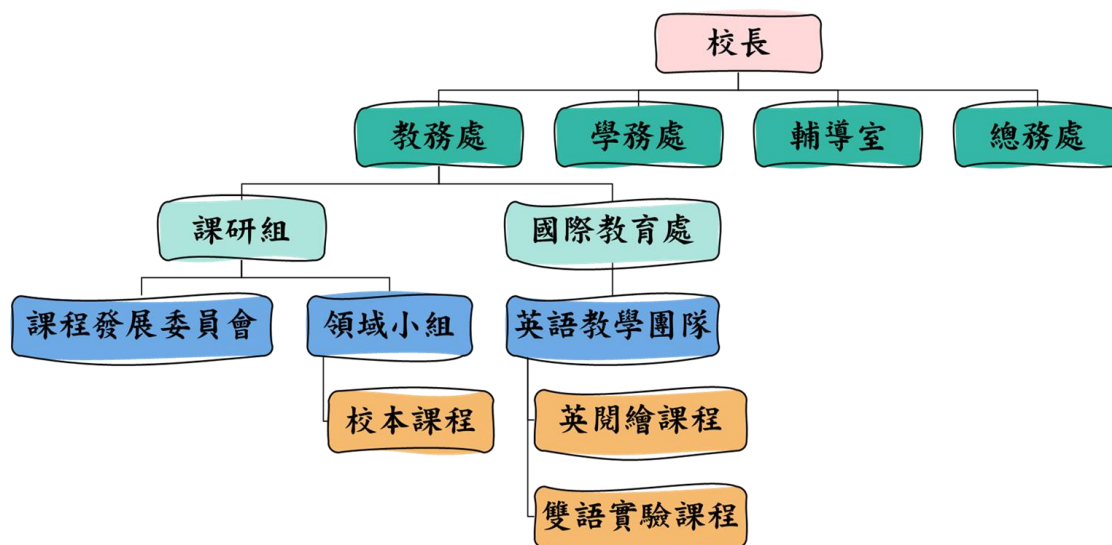 校長
教務處
學務處
輔導室
總務處
課研組
國際教育處
課程發展委員會
領域小組
英語教學團隊
校本課程
英閱繪課程
雙語實驗課程